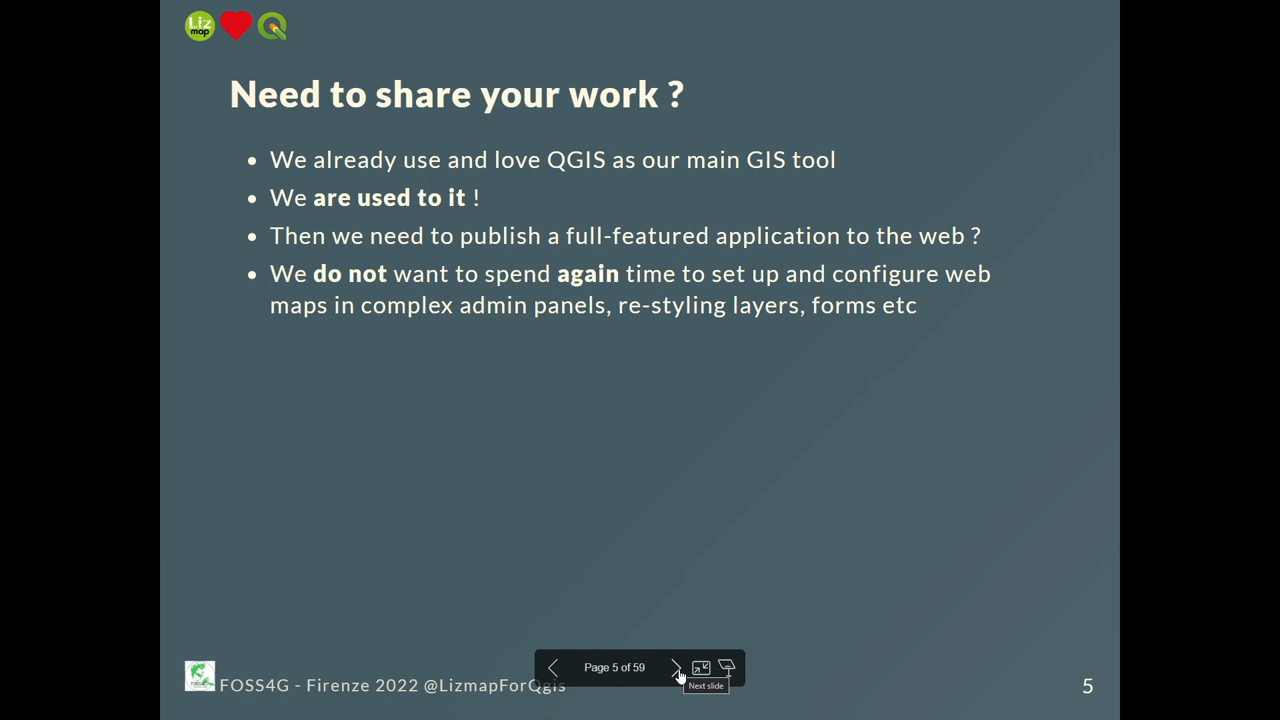 Liz
map
Need to share your work ?
• We already use and love QGIS as our main GIS tool
• We are used to it !
• Then we need to publish a full-featured application to the web ?
• We do not want to spend again time to set up and configure web
maps in complex admin panels, re-styling layers, forms etc
Page 5 of 59
Next slide
FOSS4G - Firenze 2022 @LizmapForQgis
5